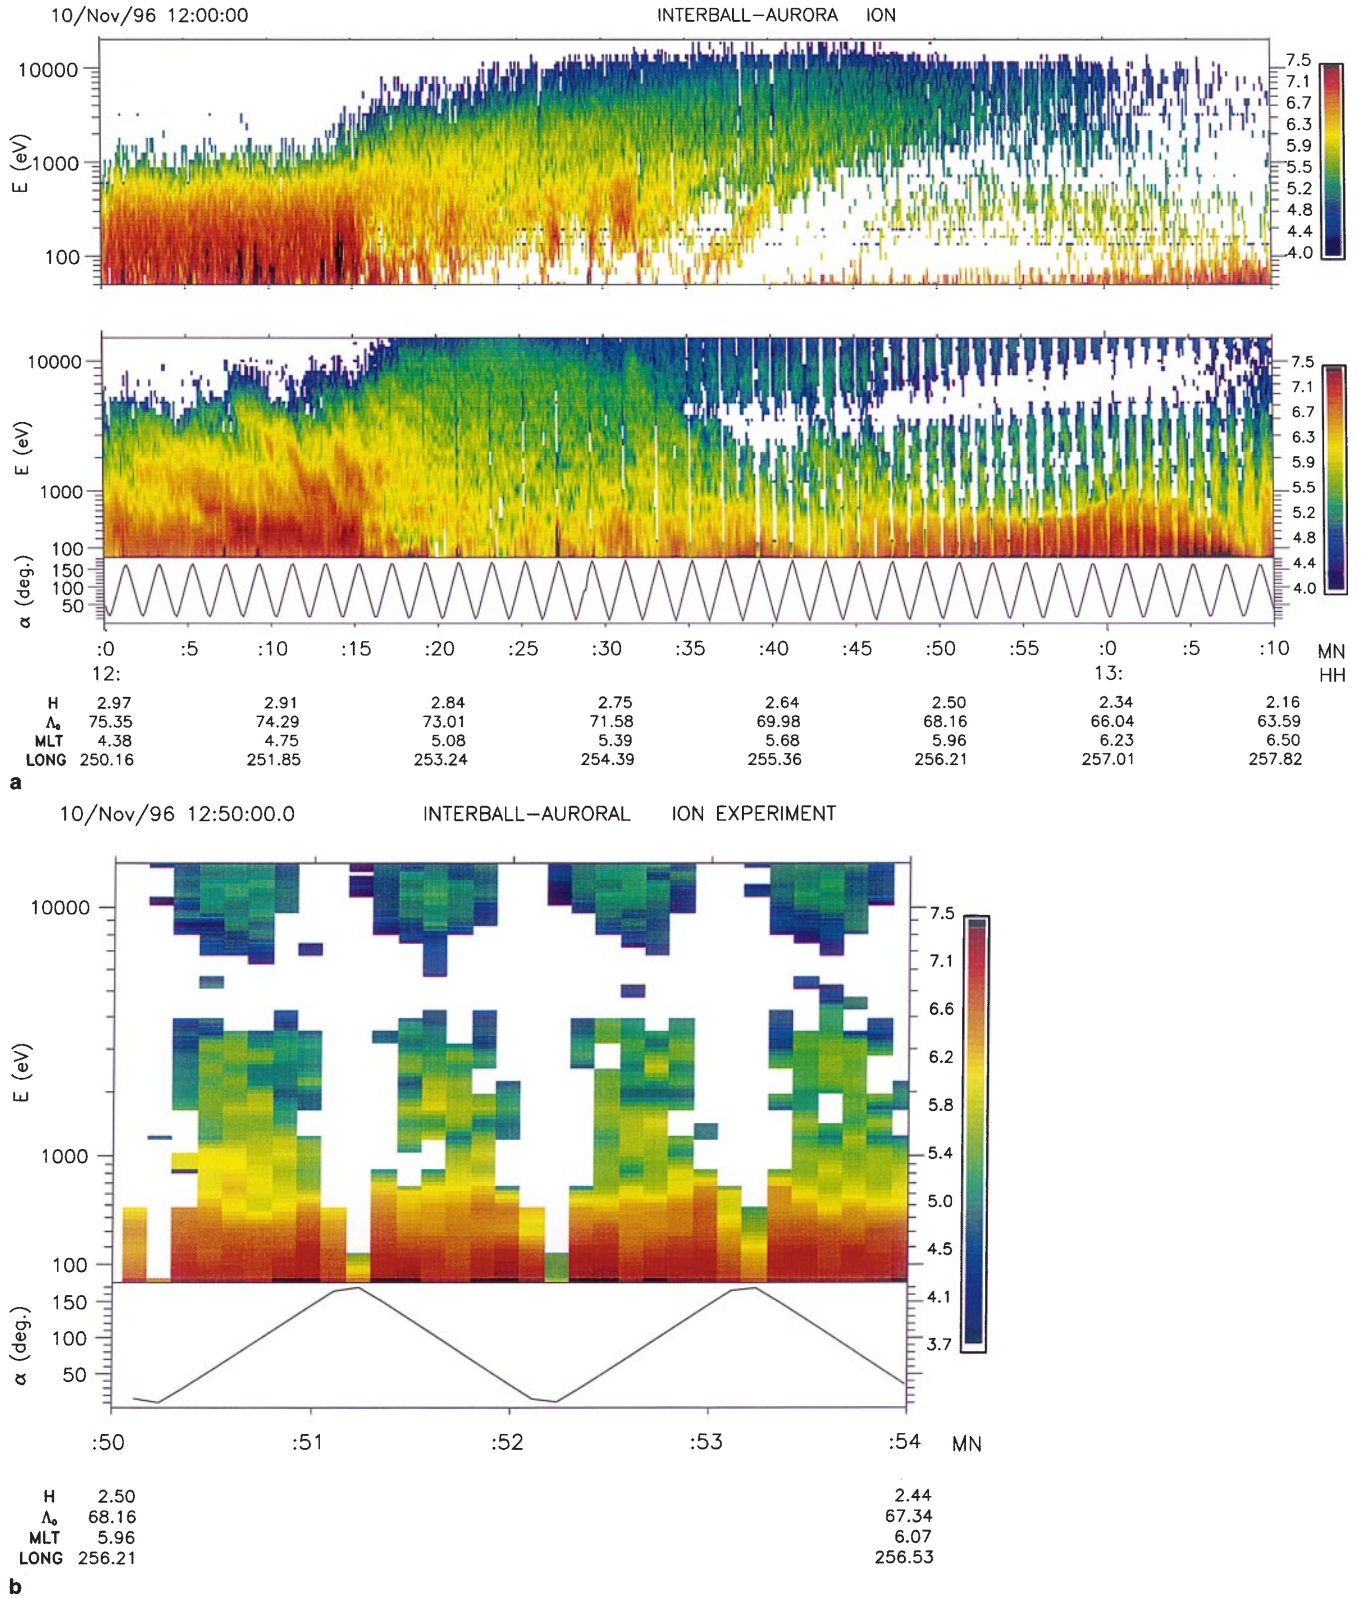 10/Nov/96 12:00:00 INTERBALL–AURORA ION
10000
1000
100
E (eV)
7.5
7.1
6.7
6.3
5.9
5.5
5.2
4.8
4.4
4.0
10000
1000
100
E (eV)
7.5
7.1
6.7
6.3
5.9
5.5
5.2
4.8
4.4
4.0
150
100
50
α (deg.)
:0 :5 :10 :15 :20 :25 :30 :35 :40 :45 :50 :55 :0 :5 :10 MN
12: 13: HH
H 2.97 2.91 2.84 2.75 2.64 2.50 2.34 2.16
Λ₀ 75.35 74.29 73.01 71.58 69.98 68.16 66.04 63.59
MLT 4.38 4.75 5.08 5.39 5.68 5.96 6.23 6.50
LONG 250.16 251.85 253.24 254.39 255.36 256.21 257.01 257.82
a
10/Nov/96 12:50:00.0 INTERBALL–AURORAL ION EXPERIMENT
10000
1000
100
E (eV)
7.5
7.1
6.6
6.2
5.8
5.4
5.0
4.5
4.1
3.7
150
100
50
α (deg.)
:50 :51 :52 :53 :54 MN
H 2.50 2.44
Λ₀ 68.16 67.34
MLT 5.96 6.07
LONG 256.21 256.53
b